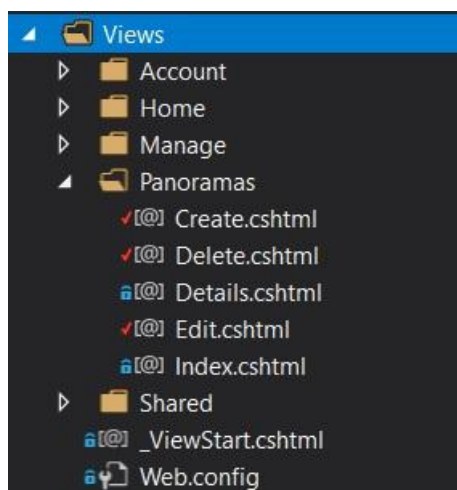 Views
Account
Home
Manage
Panoramas
[@] Create.cshtml
[@] Delete.cshtml
[@] Details.cshtml
[@] Edit.cshtml
[@] Index.cshtml
Shared
[@] _ViewStart.cshtml
Web.config